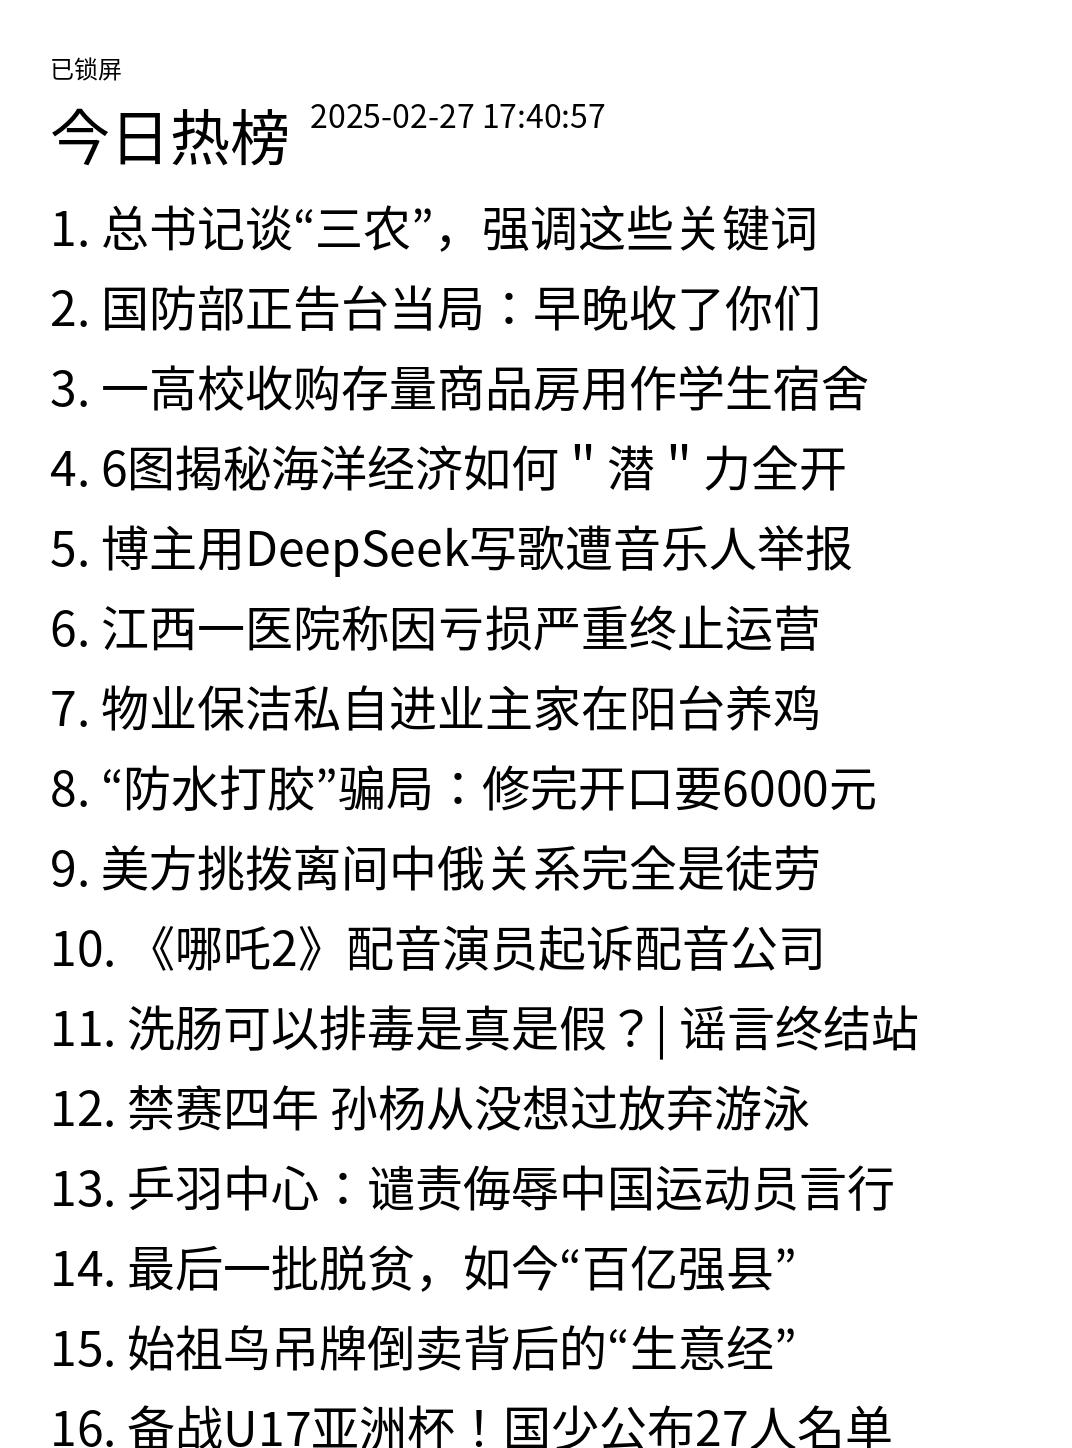 已锁屏
今日热榜 2025-02-27 17:40:57
1. 总书记谈“三农”，强调这些关键词
2. 国防部正告台当局：早晚收了你们
3. 一高校收购存量商品房用作学生宿舍
4. 6图揭秘海洋经济如何＂潜＂力全开
5. 博主用DeepSeek写歌遭音乐人举报
6. 江西一医院称因亏损严重终止运营
7. 物业保洁私自进业主家在阳台养鸡
8. “防水打胶”骗局：修完开口要6000元
9. 美方挑拨离间中俄关系完全是徒劳
10. 《哪吒2》配音演员起诉配音公司
11. 洗肠可以排毒是真是假？| 谣言终结站
12. 禁赛四年 孙杨从没想过放弃游泳
13. 乒羽中心：谴责侮辱中国运动员言行
14. 最后一批脱贫，如今“百亿强县”
15. 始祖鸟吊牌倒卖背后的“生意经”
16. 备战U17亚洲杯！国少公布27人名单